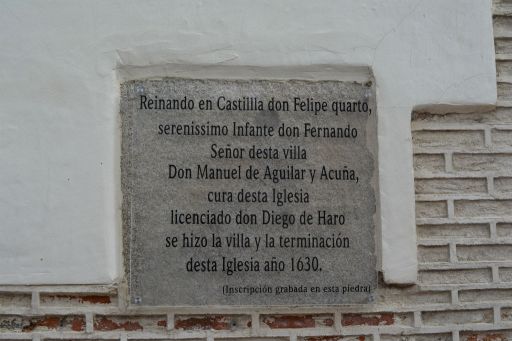 Reinando en Castillla don Felipe quarto,
serenissimo Infante don Fernando
Señor desta villa
Don Manuel de Aguilar y Acuña,
cura desta Iglesia
licenciado don Diego de Haro
se hizo la villa y la terminación
desta Iglesia año 1630.
(Inscripción grabada en esta piedra)